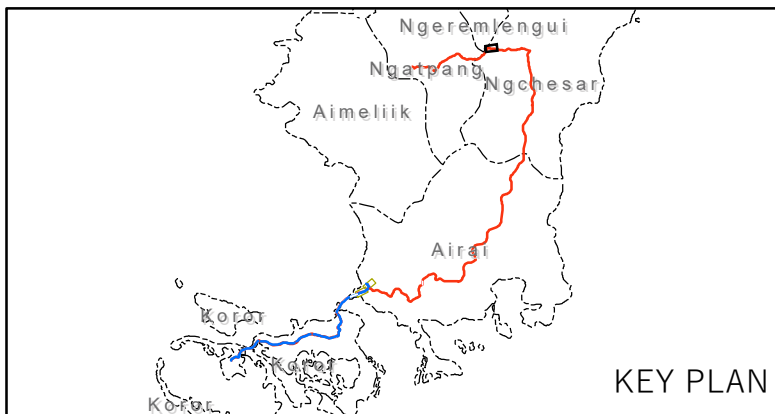 Ngeremlengui
Ngatpang
Ngchesar
Aimeliik
Airai
Koror
Koror
Koror
KEY PLAN